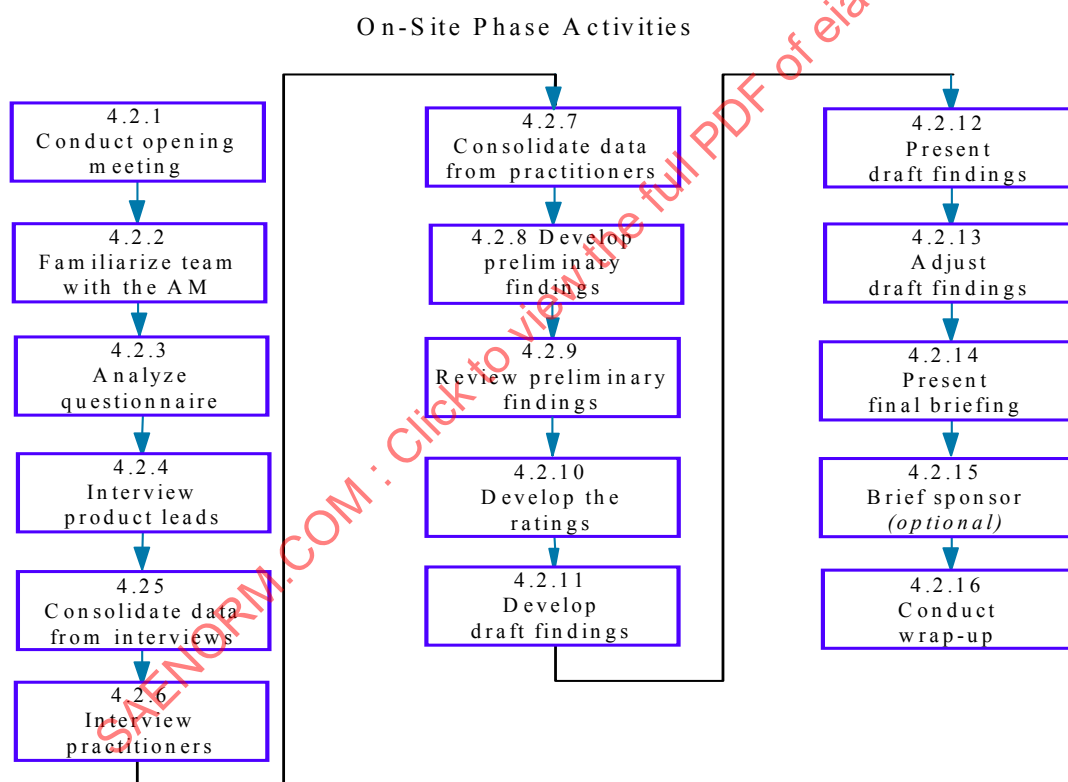 On-Site Phase Activities
4.2.1
Conduct opening
meeting
4.2.2
Familiarize team
with the AM
4.2.3
Analyze
questionnaire
4.2.4
Interview
product leads
4.25
Consolidate data
from interviews
4.2.6
Interview
practitioners
4.2.7
Consolidate data
from practitioners
4.2.8 Develop
preliminary
findings
4.2.9
Review preliminary
findings
4.2.10
Develop the
ratings
4.2.11
Develop
draft findings
4.2.12
Present
draft findings
4.2.13
Adjust
draft findings
4.2.14
Present
final briefing
4.2.15
Brief sponsor
(optional)
4.2.16
Conduct
wrap-up
SAENORM.COM : Click to view the full PDF of eia